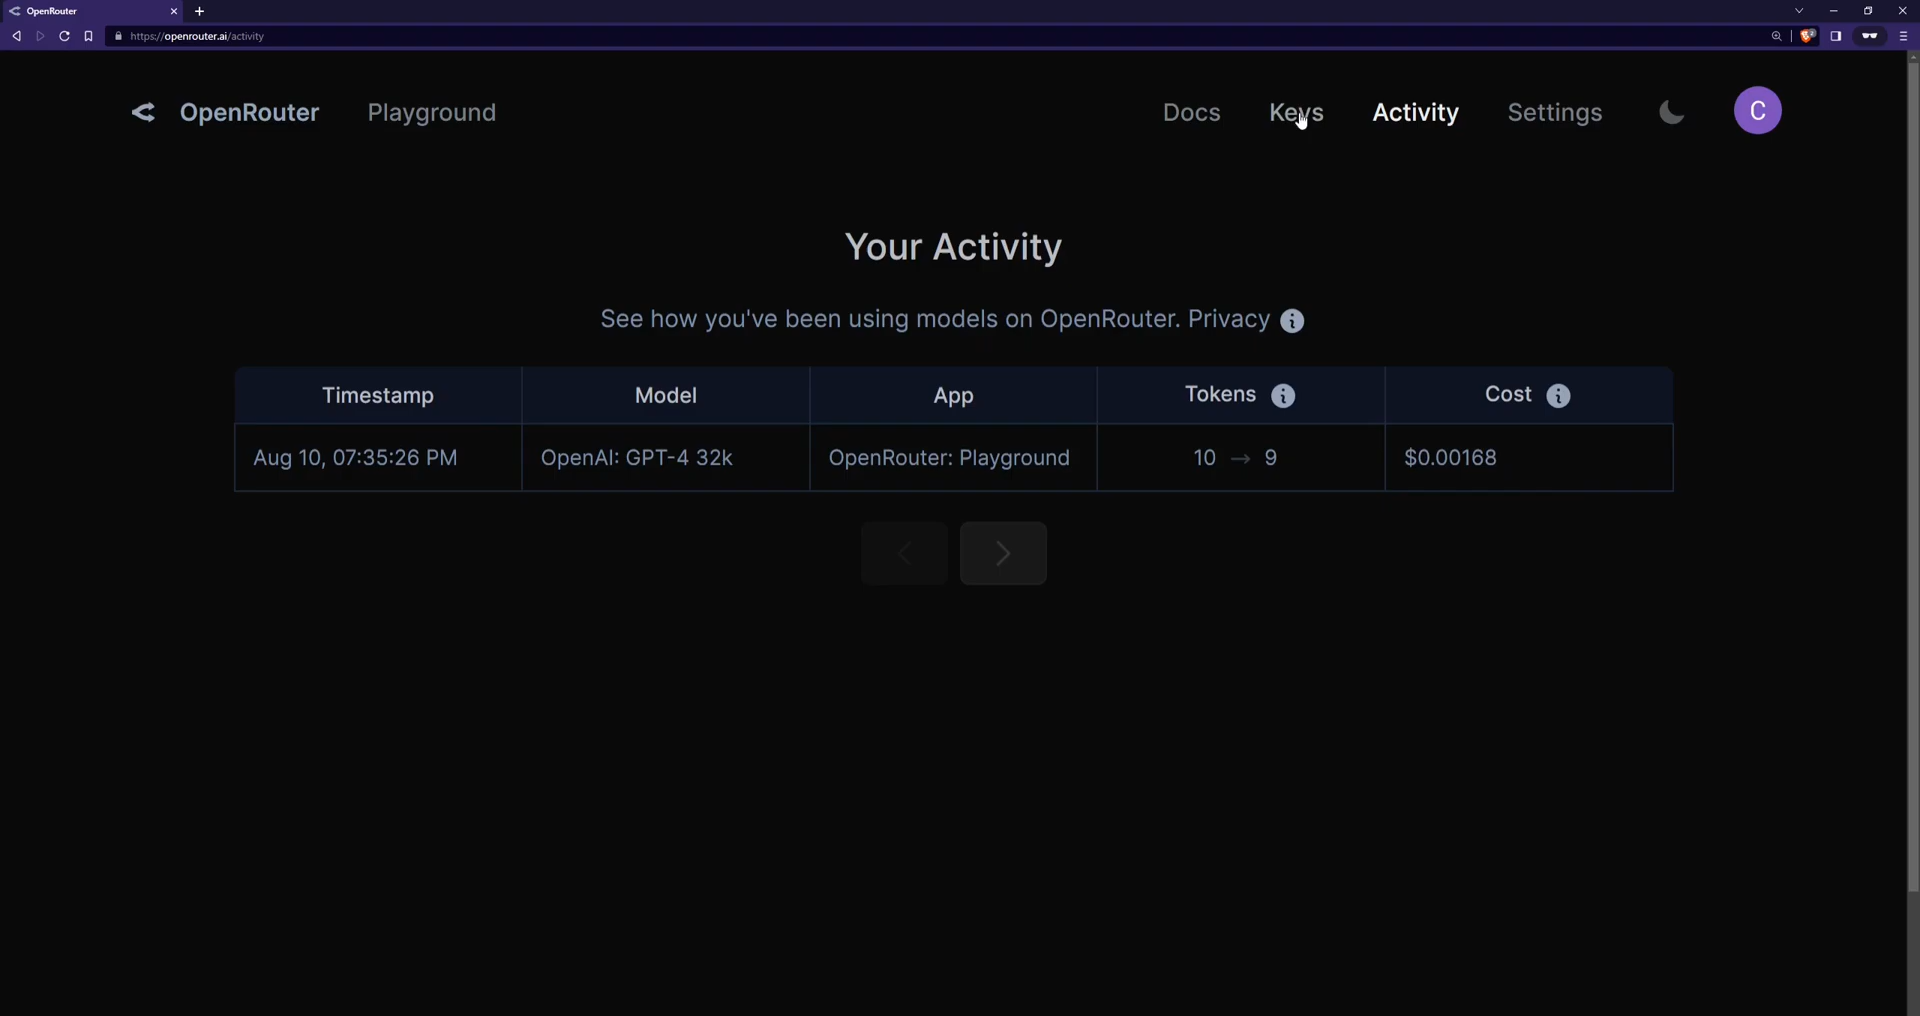 OpenRouter
https://openrouter.ai/activity
2
OpenRouter Playground Docs Keys Activity Settings C
Your Activity
See how you've been using models on OpenRouter. Privacy
Timestamp Model App Tokens Cost
Aug 10, 07:35:26 PM OpenAI: GPT-4 32k OpenRouter: Playground 10 → 9 $0.00168